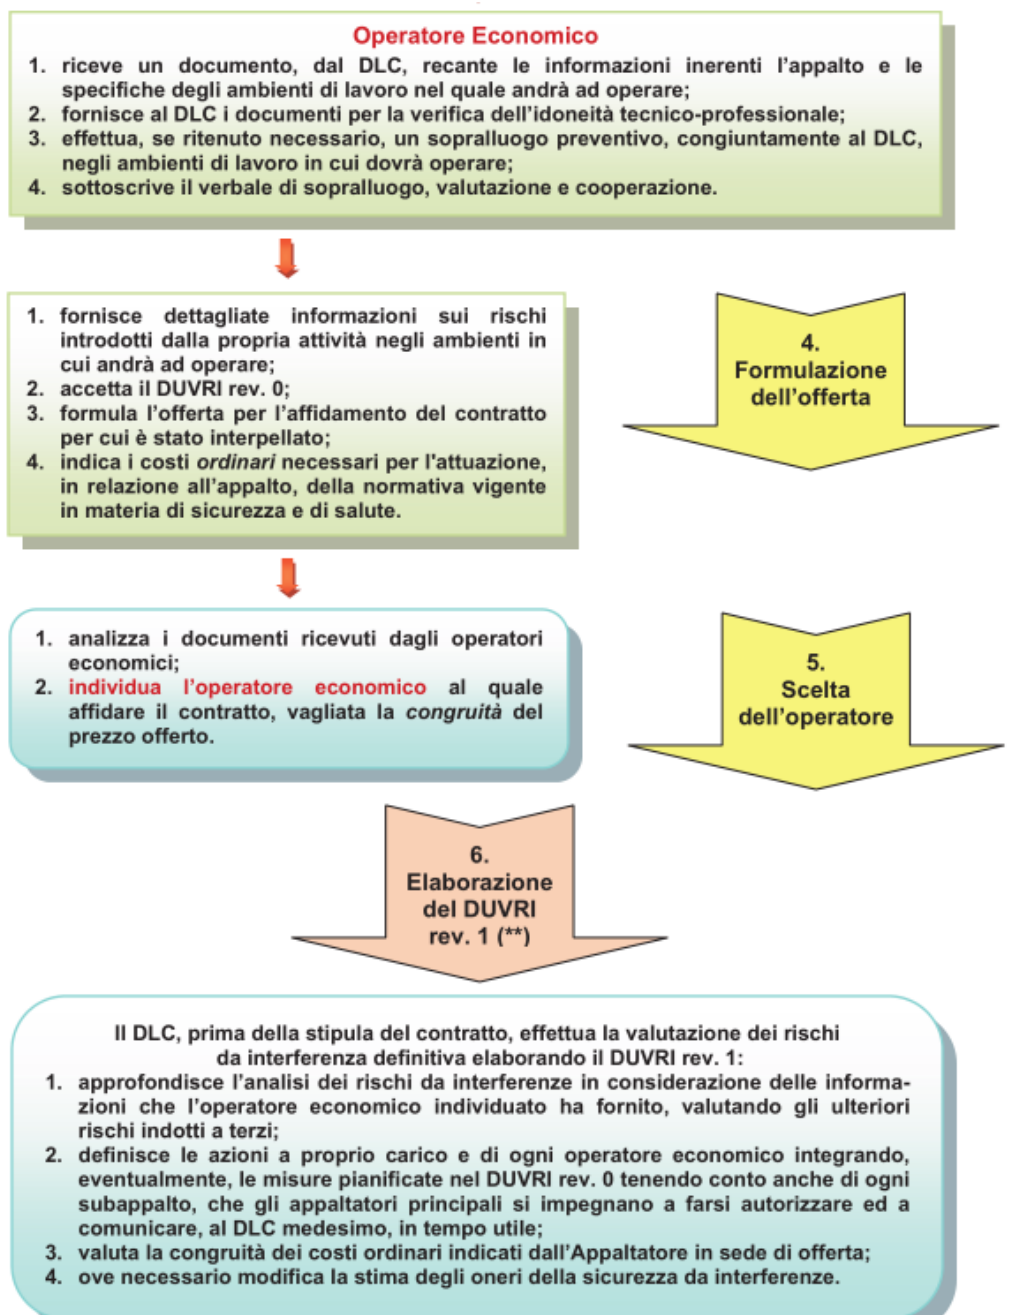 Operatore Economico
1. riceve un documento, dal DLC, recante le informazioni inerenti l'appalto e le
specifiche degli ambienti di lavoro nel quale andrà ad operare;
2. fornisce al DLC i documenti per la verifica dell'idoneità tecnico-professionale;
3. effettua, se ritenuto necessario, un sopralluogo preventivo, congiuntamente al DLC,
negli ambienti di lavoro in cui dovrà operare;
4. sottoscrive il verbale di sopralluogo, valutazione e cooperazione.
1. fornisce dettagliate informazioni sui rischi
introdotti dalla propria attività negli ambienti in
cui andrà ad operare;
2. accetta il DUVRI rev. 0;
3. formula l'offerta per l'affidamento del contratto
per cui è stato interpellato;
4. indica i costi ordinari necessari per l'attuazione,
in relazione all'appalto, della normativa vigente
in materia di sicurezza e di salute.
4.
Formulazione
dell'offerta
1. analizza i documenti ricevuti dagli operatori
economici;
2. individua l'operatore economico al quale
affidare il contratto, vagliata la congruità del
prezzo offerto.
5.
Scelta
dell'operatore
6.
Elaborazione
del DUVRI
rev. 1 (**)
Il DLC, prima della stipula del contratto, effettua la valutazione dei rischi
da interferenza definitiva elaborando il DUVRI rev. 1:
1. approfondisce l'analisi dei rischi da interferenze in considerazione delle informa-
zioni che l'operatore economico individuato ha fornito, valutando gli ulteriori
rischi indotti a terzi;
2. definisce le azioni a proprio carico e di ogni operatore economico integrando,
eventualmente, le misure pianificate nel DUVRI rev. 0 tenendo conto anche di ogni
subappalto, che gli appaltatori principali si impegnano a farsi autorizzare ed a
comunicare, al DLC medesimo, in tempo utile;
3. valuta la congruità dei costi ordinari indicati dall'Appaltatore in sede di offerta;
4. ove necessario modifica la stima degli oneri della sicurezza da interferenze.